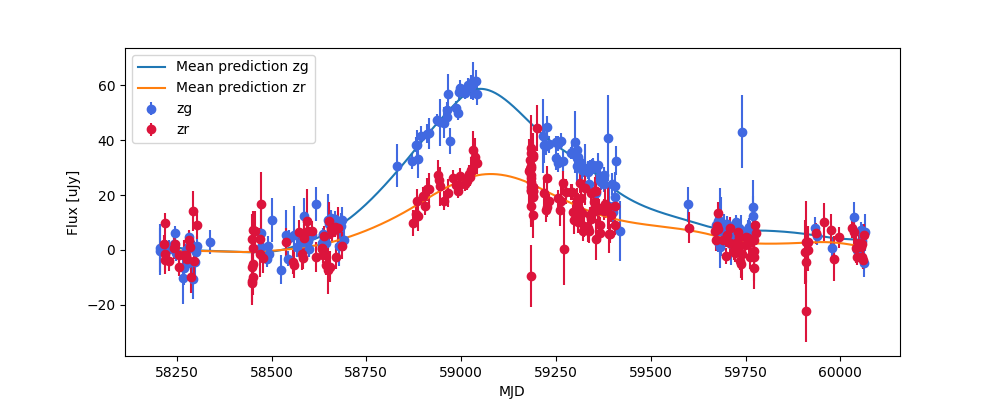 Mean prediction zg
Mean prediction zr
zg
zr
Flux [uJy]
60
40
20
0
−20
58250 58500 58750 59000 59250 59500 59750 60000
MJD